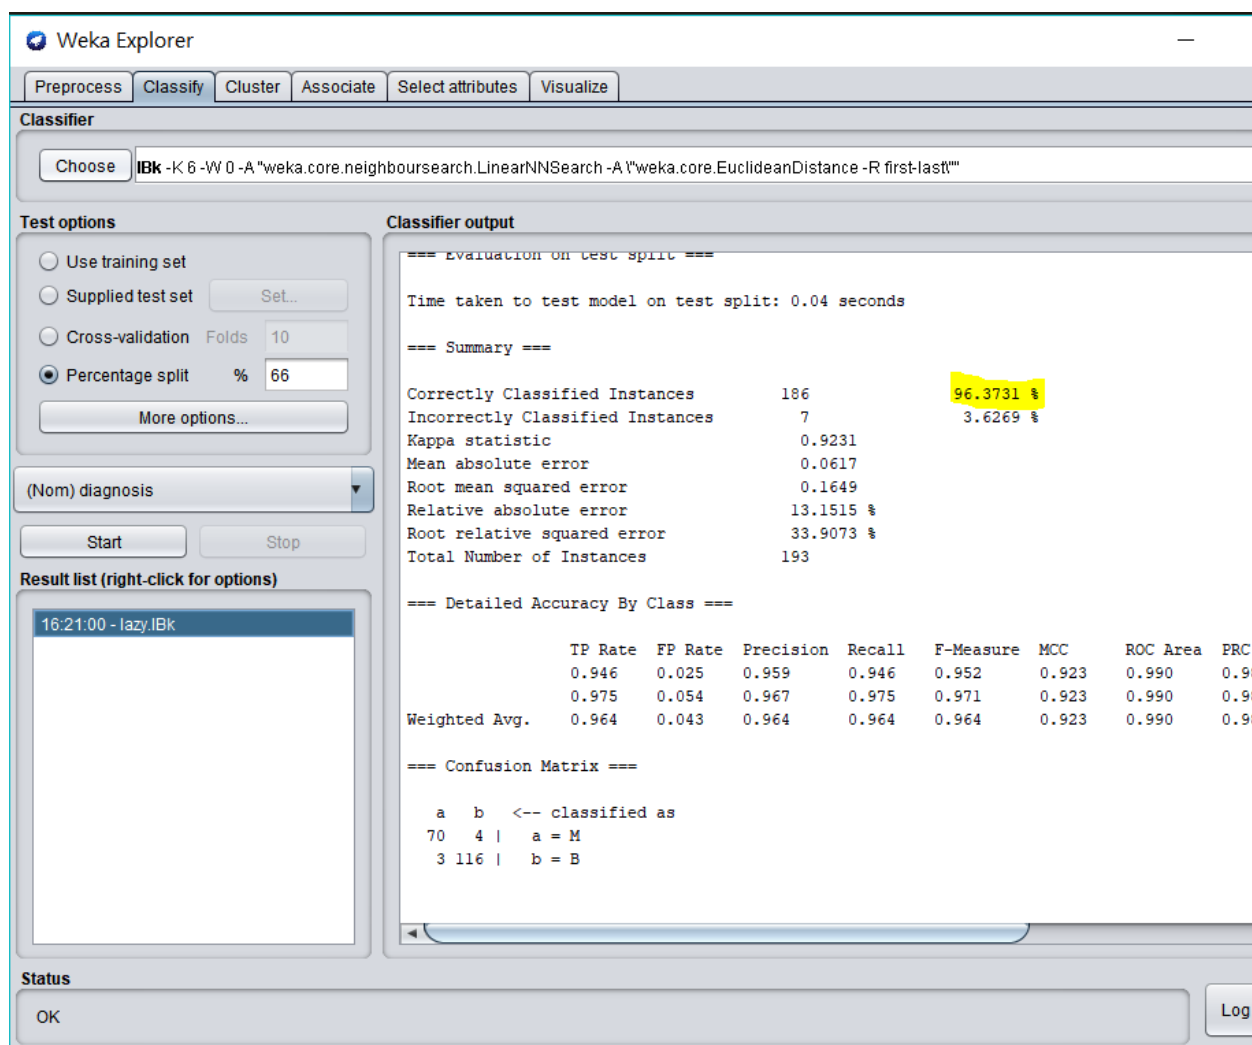 Weka Explorer
Preprocess Classify Cluster Associate Select attributes Visualize
Classifier
Choose IBk -K 6 -W 0 -A "weka.core.neighboursearch.LinearNNSearch -A \"weka.core.EuclideanDistance -R first-last\""
Test options
Use training set
Supplied test set Set...
Cross-validation Folds 10
Percentage split % 66
More options...
(Nom) diagnosis
Start Stop
Result list (right-click for options)
16:21:00 - lazy.IBk
Classifier output
=== Evaluation on test split ===
Time taken to test model on test split: 0.04 seconds
=== Summary ===
Correctly Classified Instances 186 96.3731 %
Incorrectly Classified Instances 7 3.6269 %
Kappa statistic 0.9231
Mean absolute error 0.0617
Root mean squared error 0.1649
Relative absolute error 13.1515 %
Root relative squared error 33.9073 %
Total Number of Instances 193
=== Detailed Accuracy By Class ===
TP Rate FP Rate Precision Recall F-Measure MCC ROC Area PRC
0.946 0.025 0.959 0.946 0.952 0.923 0.990
0.975 0.054 0.967 0.975 0.971 0.923 0.990
Weighted Avg. 0.964 0.043 0.964 0.964 0.964 0.923 0.990
=== Confusion Matrix ===
a b <-- classified as
70 4 | a = M
3 116 | b = B
Status
OK
Log